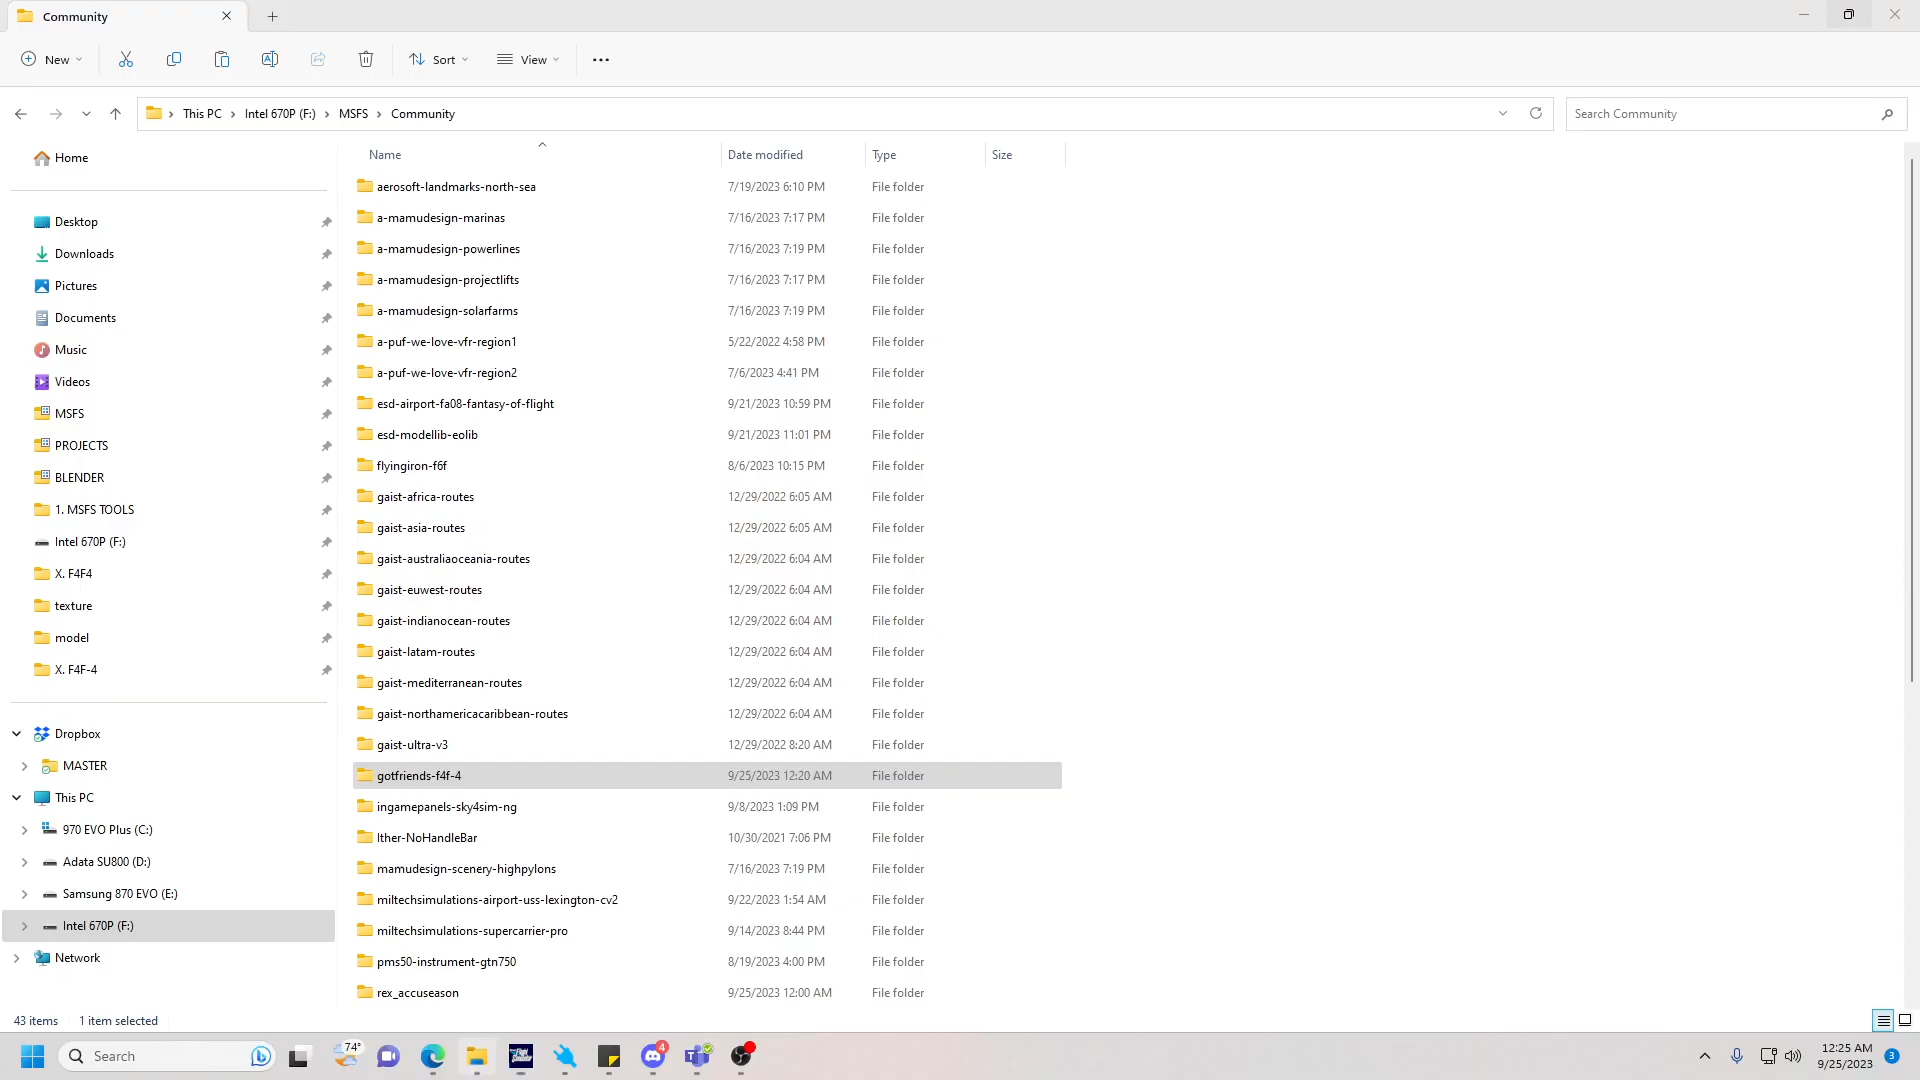 Community
New
Sort
View
This PC > Intel 670P (F:) > MSFS > Community
Search Community
Name Date modified Type Size
Home
Desktop
Downloads
Pictures
Documents
Music
Videos
MSFS
PROJECTS
BLENDER
1. MSFS TOOLS
Intel 670P (F:)
X. F4F4
texture
model
X. F4F-4
Dropbox
MASTER
This PC
970 EVO Plus (C:)
Adata SU800 (D:)
Samsung 870 EVO (E:)
Intel 670P (F:)
Network
aerosoft-landmarks-north-sea 7/19/2023 6:10 PM File folder
a-mamudesign-marinas 7/16/2023 7:17 PM File folder
a-mamudesign-powerlines 7/16/2023 7:19 PM File folder
a-mamudesign-projectlifts 7/16/2023 7:17 PM File folder
a-mamudesign-solarfarms 7/16/2023 7:19 PM File folder
a-puf-we-love-vfr-region1 5/22/2022 4:58 PM File folder
a-puf-we-love-vfr-region2 7/6/2023 4:41 PM File folder
esd-airport-fa08-fantasy-of-flight 9/21/2023 10:59 PM File folder
esd-modellib-eolib 9/21/2023 11:01 PM File folder
flyingiron-f6f 8/6/2023 10:15 PM File folder
gaist-africa-routes 12/29/2022 6:05 AM File folder
gaist-asia-routes 12/29/2022 6:05 AM File folder
gaist-australiaoceania-routes 12/29/2022 6:04 AM File folder
gaist-euwest-routes 12/29/2022 6:04 AM File folder
gaist-indianocean-routes 12/29/2022 6:04 AM File folder
gaist-latam-routes 12/29/2022 6:04 AM File folder
gaist-mediterranean-routes 12/29/2022 6:04 AM File folder
gaist-northamericacaribbean-routes 12/29/2022 6:04 AM File folder
gaist-ultra-v3 12/29/2022 8:20 AM File folder
gotfriends-f4f-4 9/25/2023 12:20 AM File folder
ingamepanels-sky4sim-ng 9/8/2023 1:09 PM File folder
lther-NoHandleBar 10/30/2021 7:06 PM File folder
mamudesign-scenery-highpylons 7/16/2023 7:19 PM File folder
miltechsimulations-airport-uss-lexington-cv2 9/22/2023 1:54 AM File folder
miltechsimulations-supercarrier-pro 9/14/2023 8:44 PM File folder
pms50-instrument-gtn750 8/19/2023 4:00 PM File folder
rex_accuseason 9/25/2023 12:00 AM File folder
43 items 1 item selected
Search
74°
4
12:25 AM
9/25/2023
3